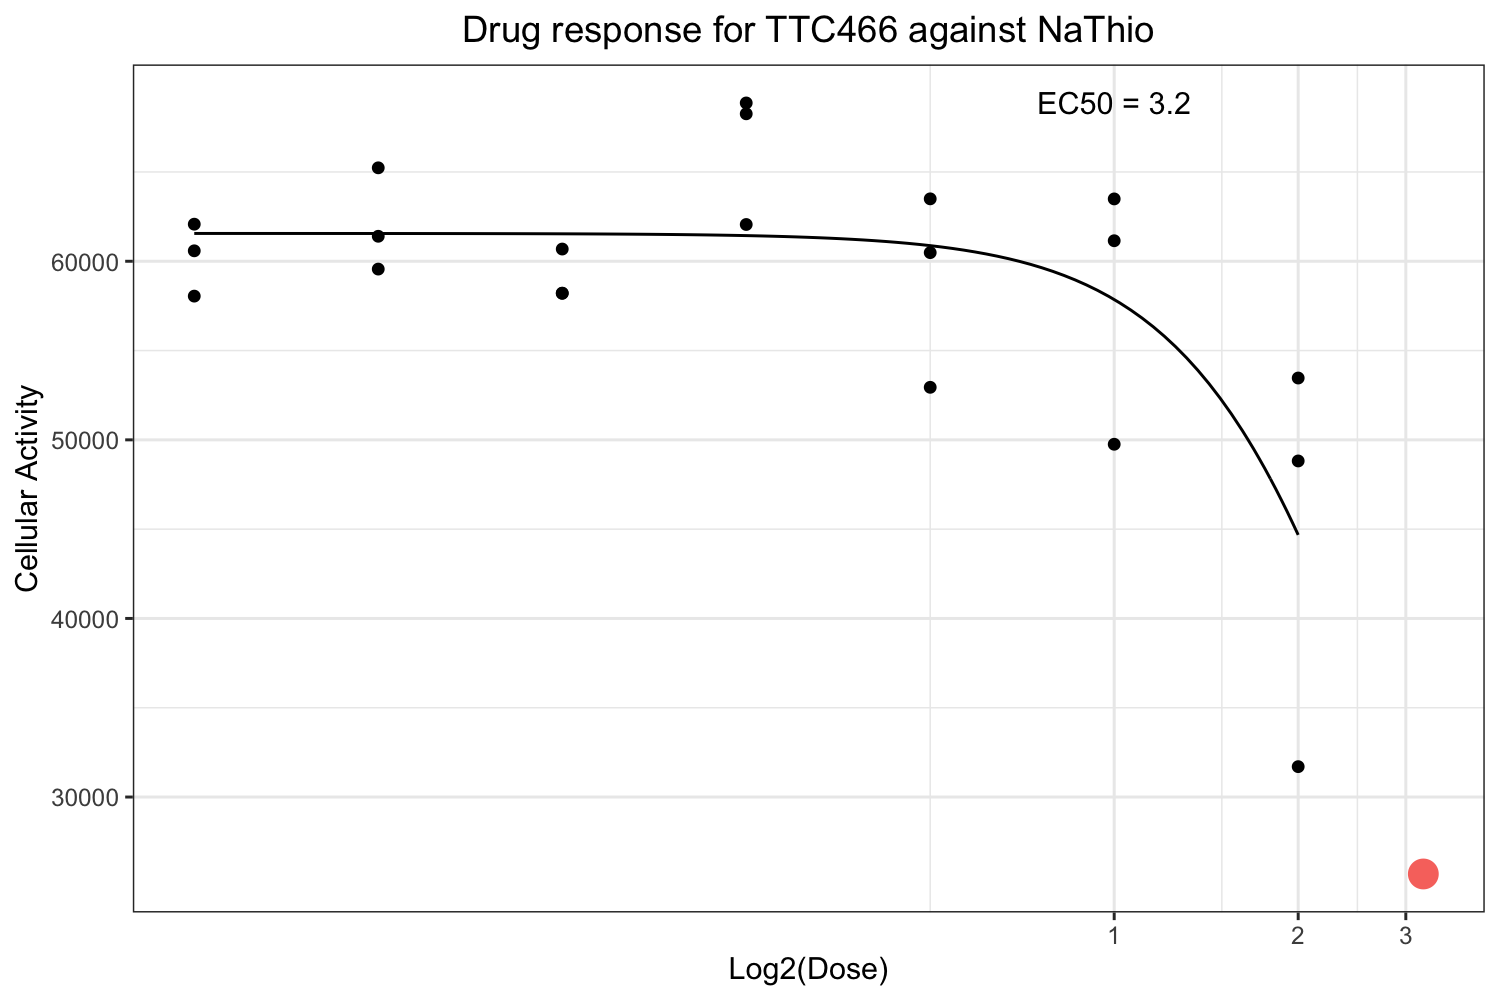 Drug response for TTC466 against NaThio
EC50 = 3.2
60000
50000
40000
30000
Cellular Activity
1 2 3
Log2(Dose)